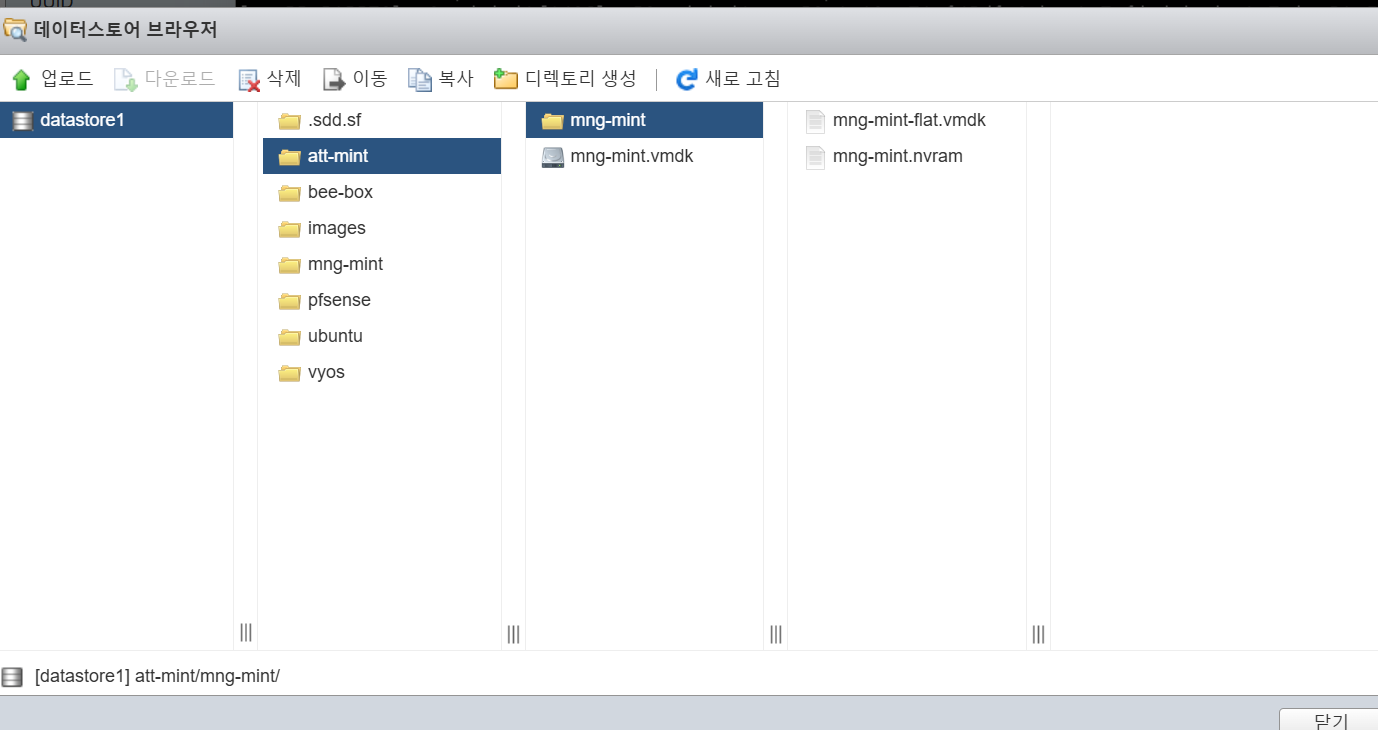 데이터스토어 브라우저
업로드 다운로드 삭제 이동 복사 디렉토리 생성 새로 고침
datastore1
.sdd.sf
att-mint
bee-box
images
mng-mint
pfsense
ubuntu
vyos
mng-mint
mng-mint.vmdk
mng-mint-flat.vmdk
mng-mint.nvram
[datastore1] att-mint/mng-mint/
닫기